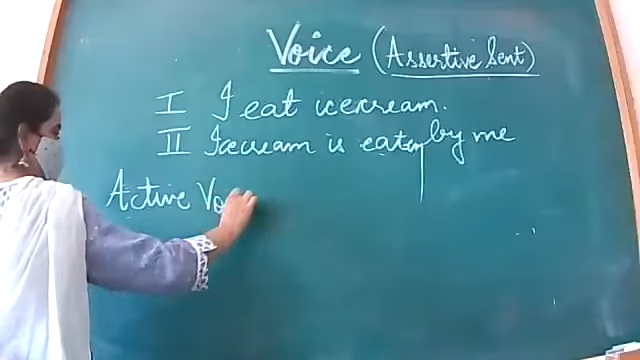 Voice (Assertive Sent)
I I eat icecream.
II Icecream is eaten by me
Active Vo